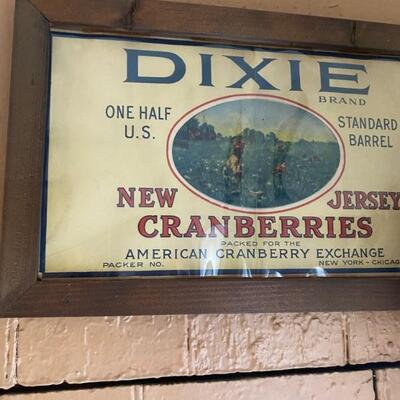 DIXIE
BRAND
ONE HALF
U.S.
STANDARD
BARREL
NEW JERSEY
CRANBERRIES
PACKED FOR THE
AMERICAN CRANBERRY EXCHANGE
PACKER NO. NEW YORK - CHICAG